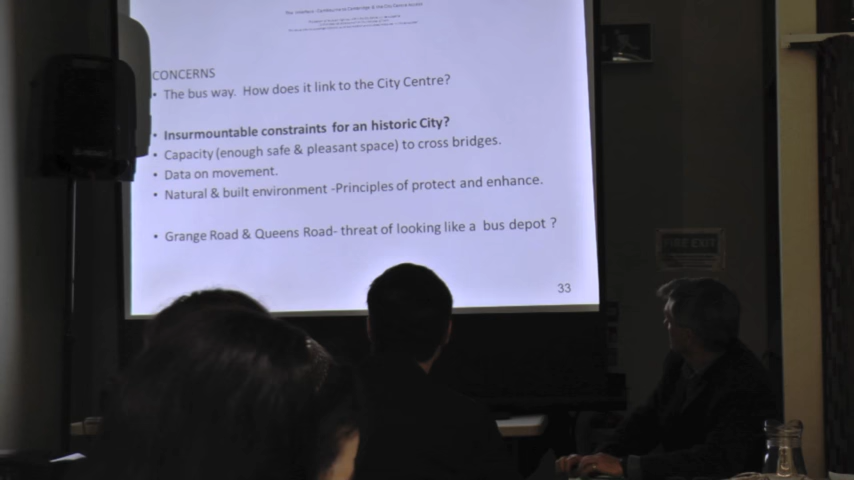 CONCERNS
• The bus way. How does it link to the City Centre?
• Insurmountable constraints for an historic City?
• Capacity (enough safe & pleasant space) to cross bridges.
• Data on movement.
• Natural & built environment -Principles of protect and enhance.
• Grange Road & Queens Road- threat of looking like a bus depot ?
33
FIRE EXIT